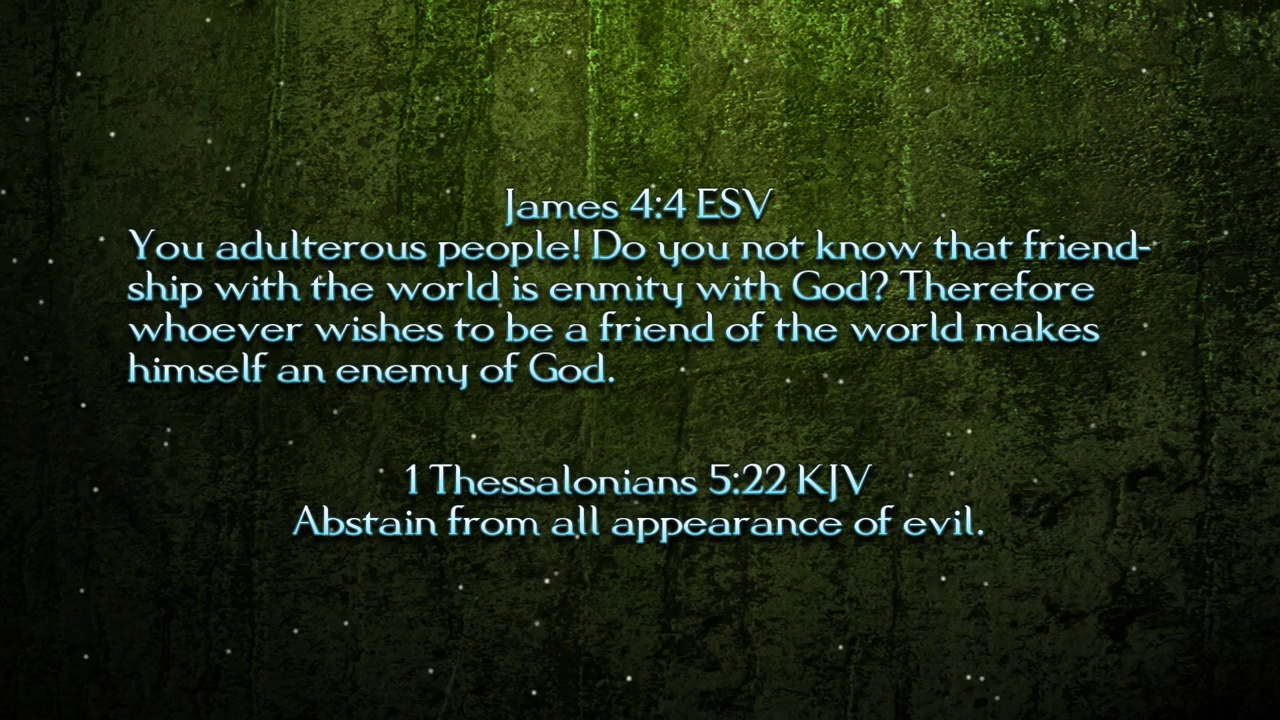 James 4:4 ESV
You adulterous people! Do you not know that friend-
ship with the world is enmity with God? Therefore
whoever wishes to be a friend of the world makes
himself an enemy of God.
1 Thessalonians 5:22 KJV
Abstain from all appearance of evil.